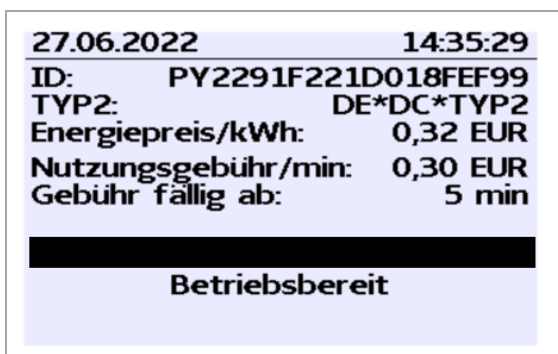 27.06.2022 14:35:29
ID: PY2291F221D018FEF99
TYP2: DE*DC*TYP2
Energiepreis/kWh: 0,32 EUR
Nutzungsgebühr/min: 0,30 EUR
Gebühr fällig ab: 5 min
Betriebsbereit